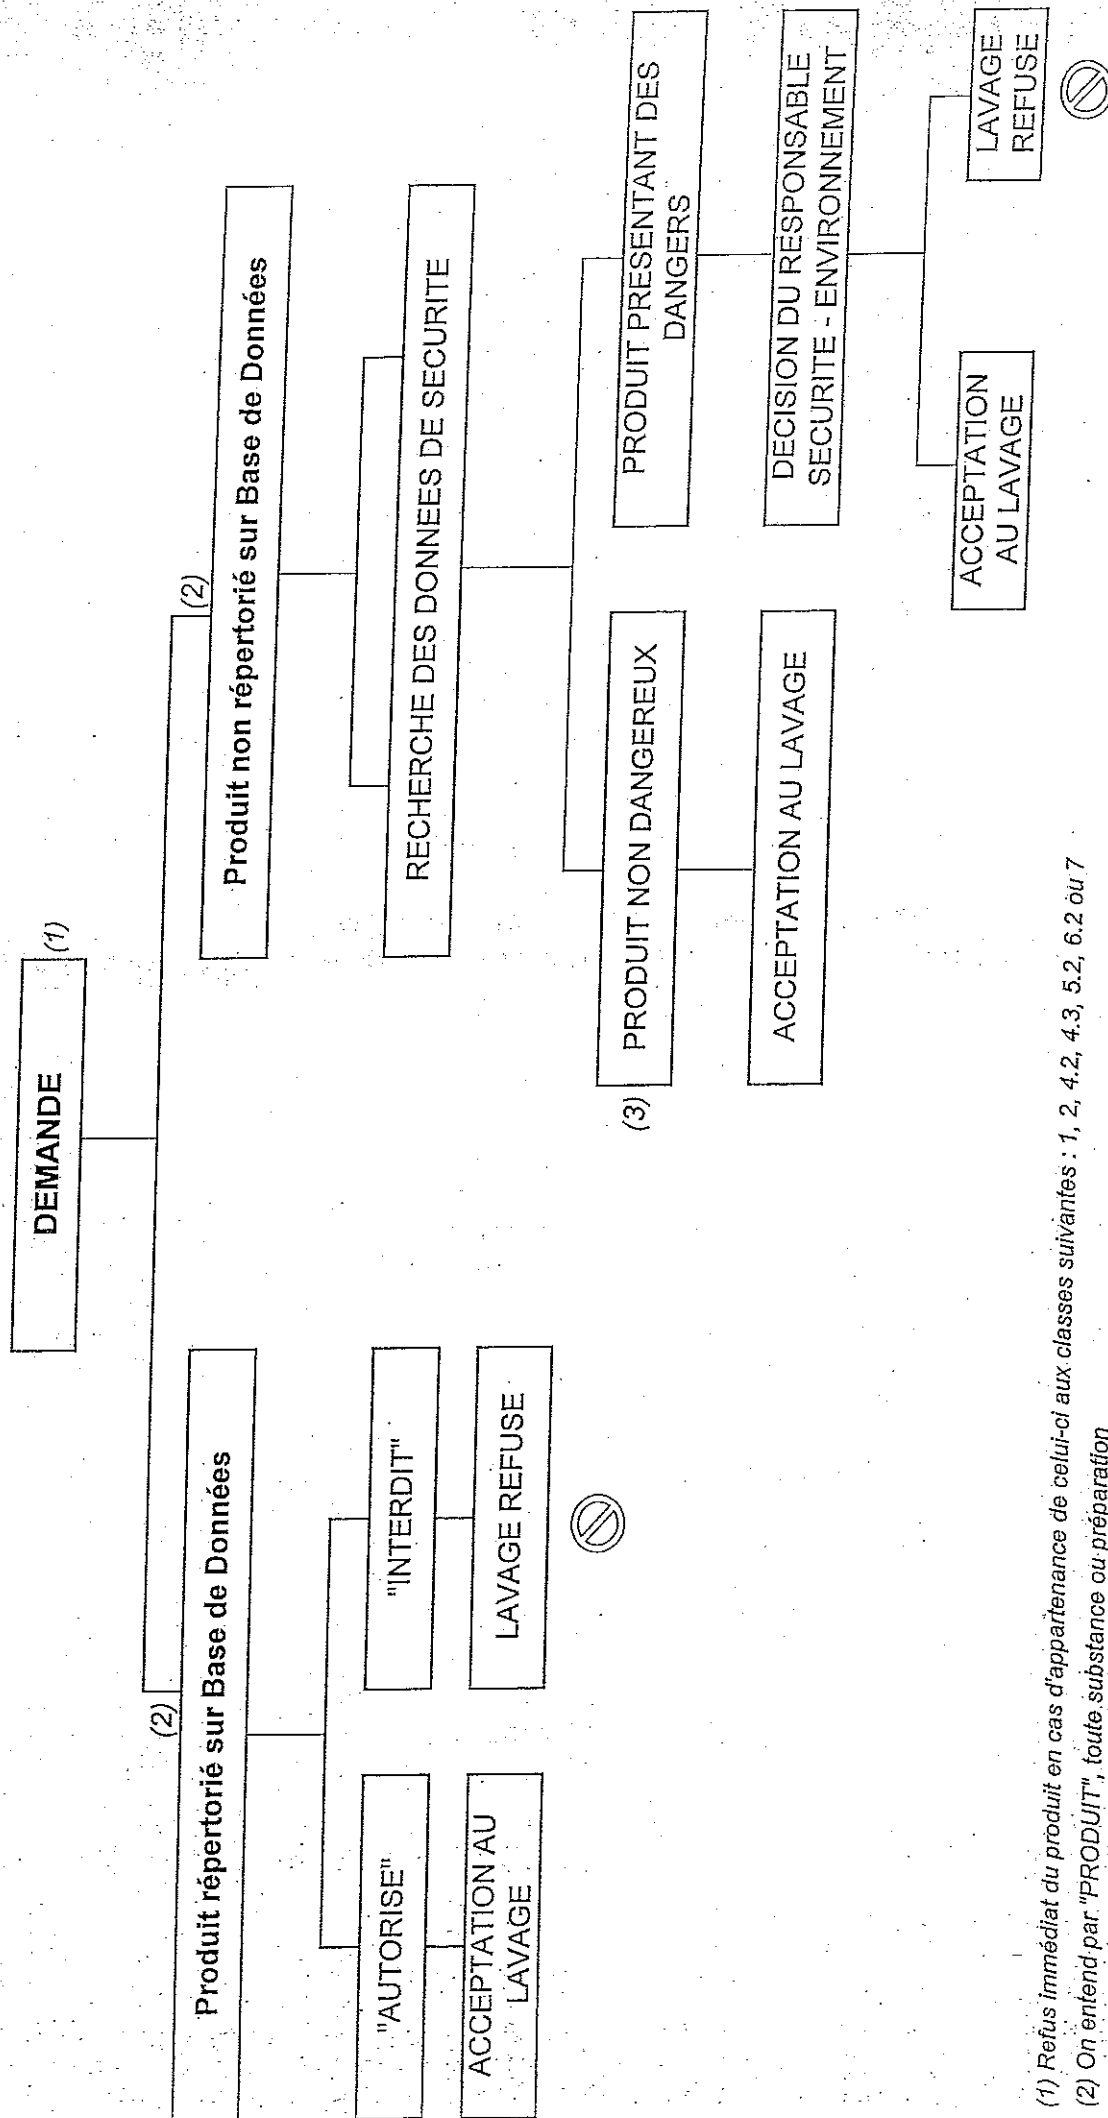 DEMANDE
(1)
(2)
Produit répertorié sur Base de Données
"AUTORISE"
ACCEPTATION AU
LAVAGE
"INTERDIT"
LAVAGE REFUSE
(2)
Produit non répertorié sur Base de Données
RECHERCHE DES DONNEES DE SECURITE
(3)
PRODUIT NON DANGEREUX
ACCEPTATION AU LAVAGE
PRODUIT PRESENTANT DES
DANGERS
DECISION DU RESPONSABLE
SECURITE - ENVIRONNEMENT
ACCEPTATION
AU LAVAGE
LAVAGE
REFUSE
(1) Refus immédiat du produit en cas d'appartenance de celui-ci aux classes suivantes : 1, 2, 4.2, 4.3, 5.2, 6.2 ou 7
(2) On entend par "PRODUIT", toute substance ou préparation